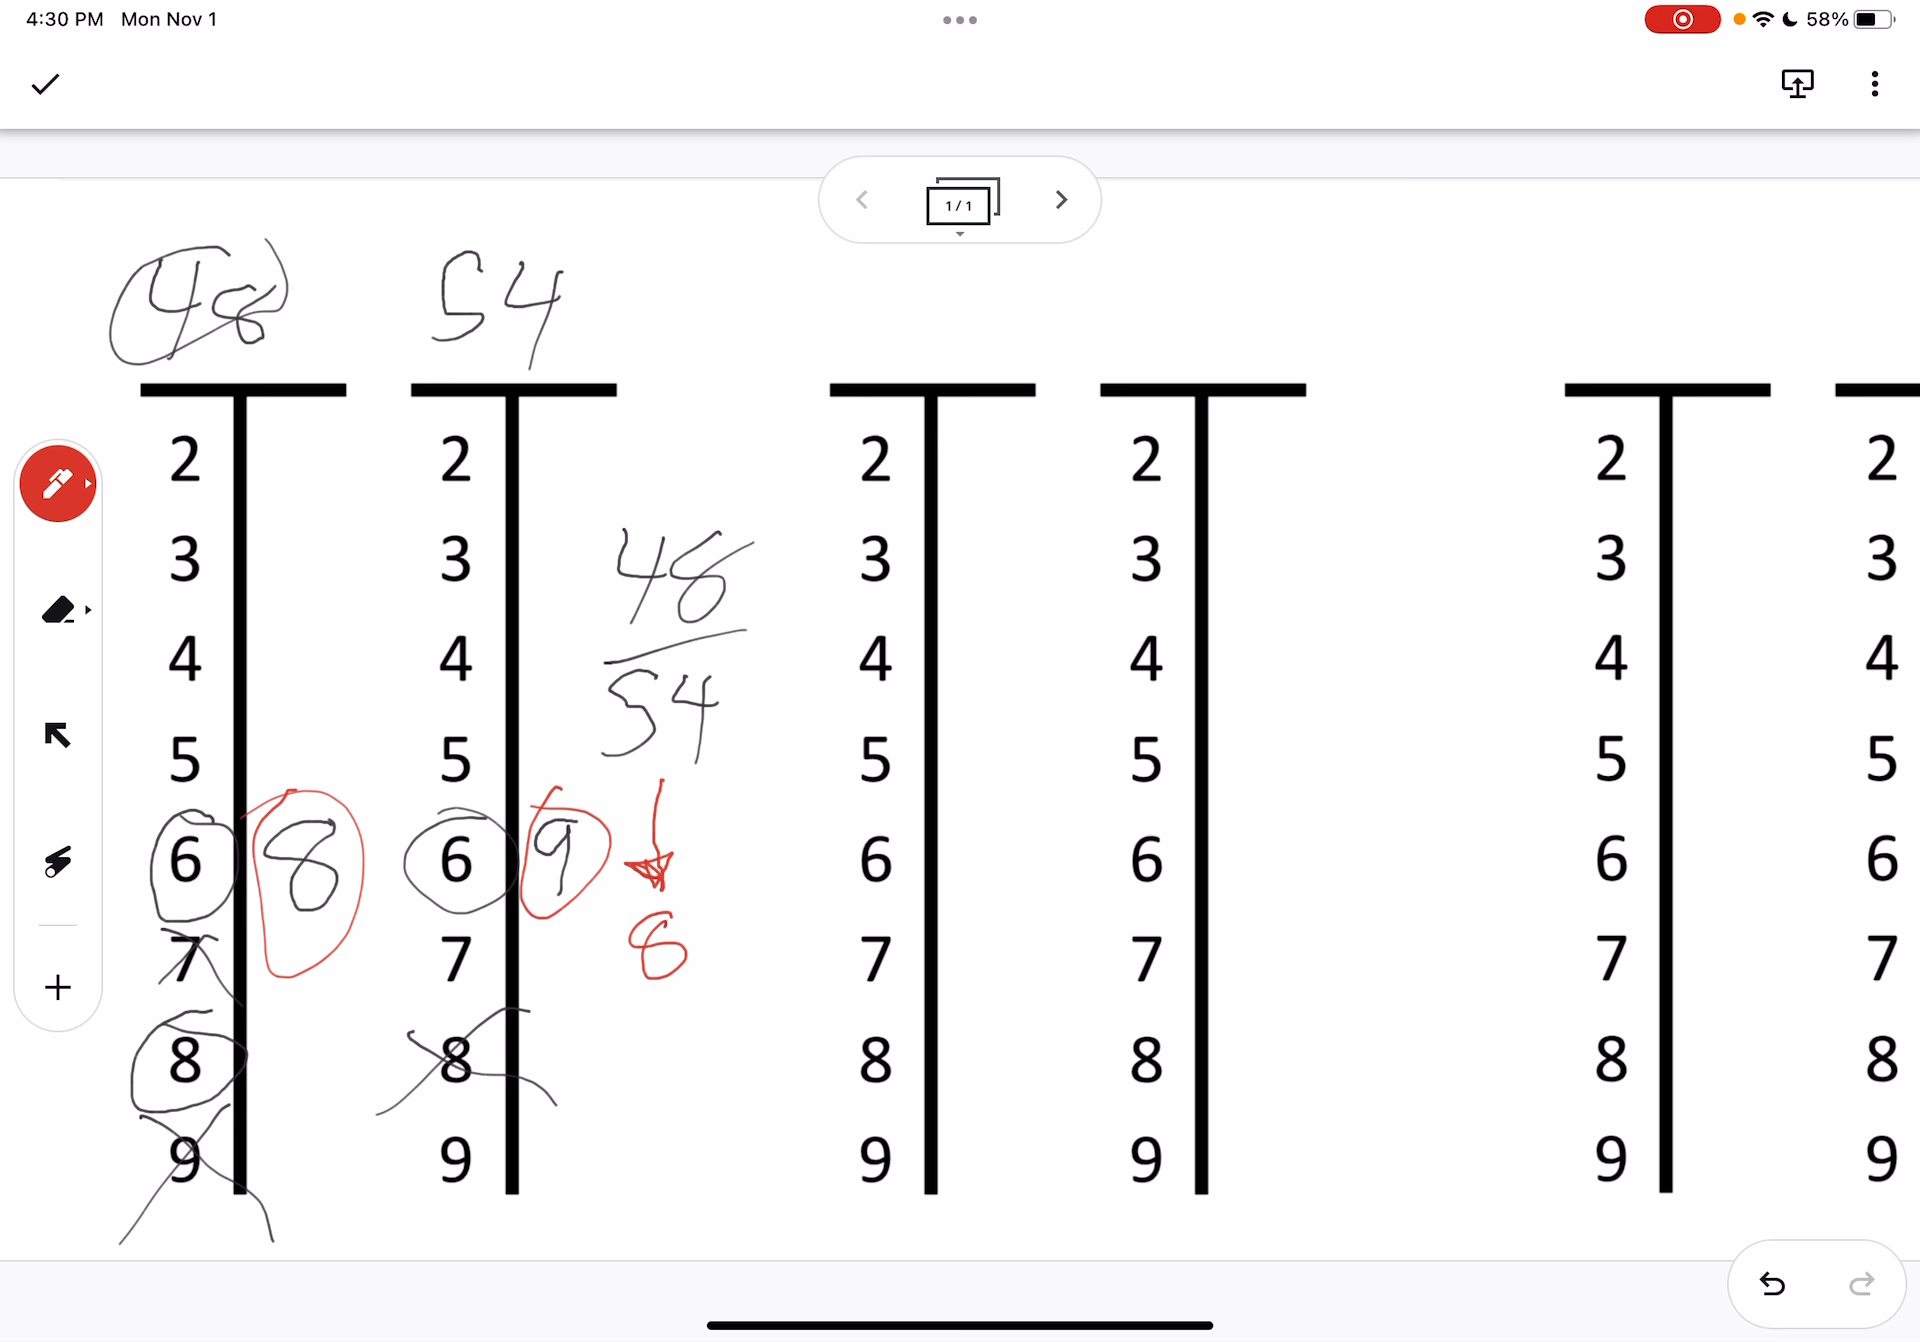 4:30 PM Mon Nov 1
58%
1 / 1
48 54
2 2 2 2 2 2
3 3 3 3 3 3
48
4 4 4 4 4 4
54
5 5 5 5 5 5
6 8 6 9 6 6 6 6
7 7 8 7 7 7 7
8 8 8 8 8 8
9 9 9 9 9 9